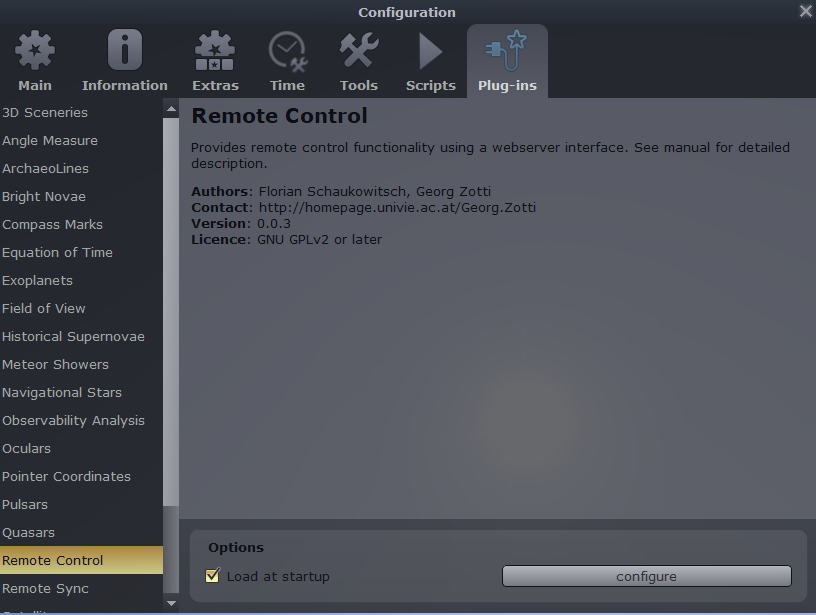 Configuration
Main
Information
Extras
Time
Tools
Scripts
Plug-ins
3D Sceneries
Angle Measure
ArchaeoLines
Bright Novae
Compass Marks
Equation of Time
Exoplanets
Field of View
Historical Supernovae
Meteor Showers
Navigational Stars
Observability Analysis
Oculars
Pointer Coordinates
Pulsars
Quasars
Remote Control
Remote Sync
Remote Control
Provides remote control functionality using a webserver interface. See manual for detailed
description.
Authors: Florian Schaukowitsch, Georg Zotti
Contact: http://homepage.univie.ac.at/Georg.Zotti
Version: 0.0.3
Licence: GNU GPLv2 or later
Options
Load at startup
configure